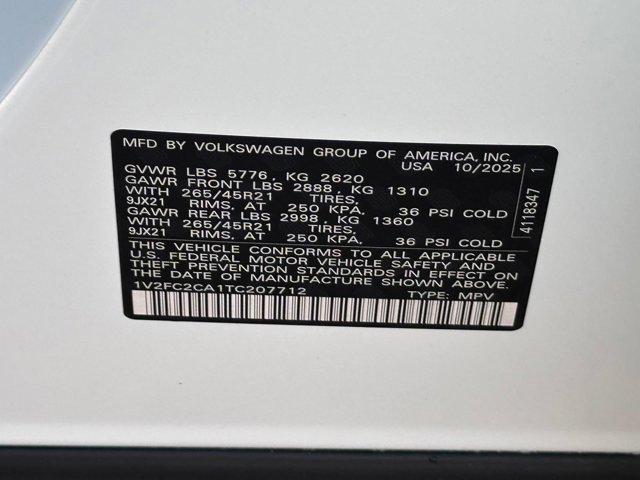 MFD BY VOLKSWAGEN GROUP OF AMERICA, INC.
USA 10/2025
GVWR LBS 5776, KG 2620
GAWR FRONT LBS 2888, KG 1310
WITH 265/45R21 TIRES,
9JX21 RIMS, AT 250 KPA, 36 PSI COLD
GAWR REAR LBS 2998, KG 1360
WITH 265/45R21 TIRES,
9JX21 RIMS, AT 250 KPA, 36 PSI COLD
THIS VEHICLE CONFORMS TO ALL APPLICABLE
U.S. FEDERAL MOTOR VEHICLE SAFETY
STANDARDS IN EFFECT ON
THE DATE OF MANUFACTURE SHOWN ABOVE.
1V2FC2CA1TC207712
TYPE: MPV
4118347 1